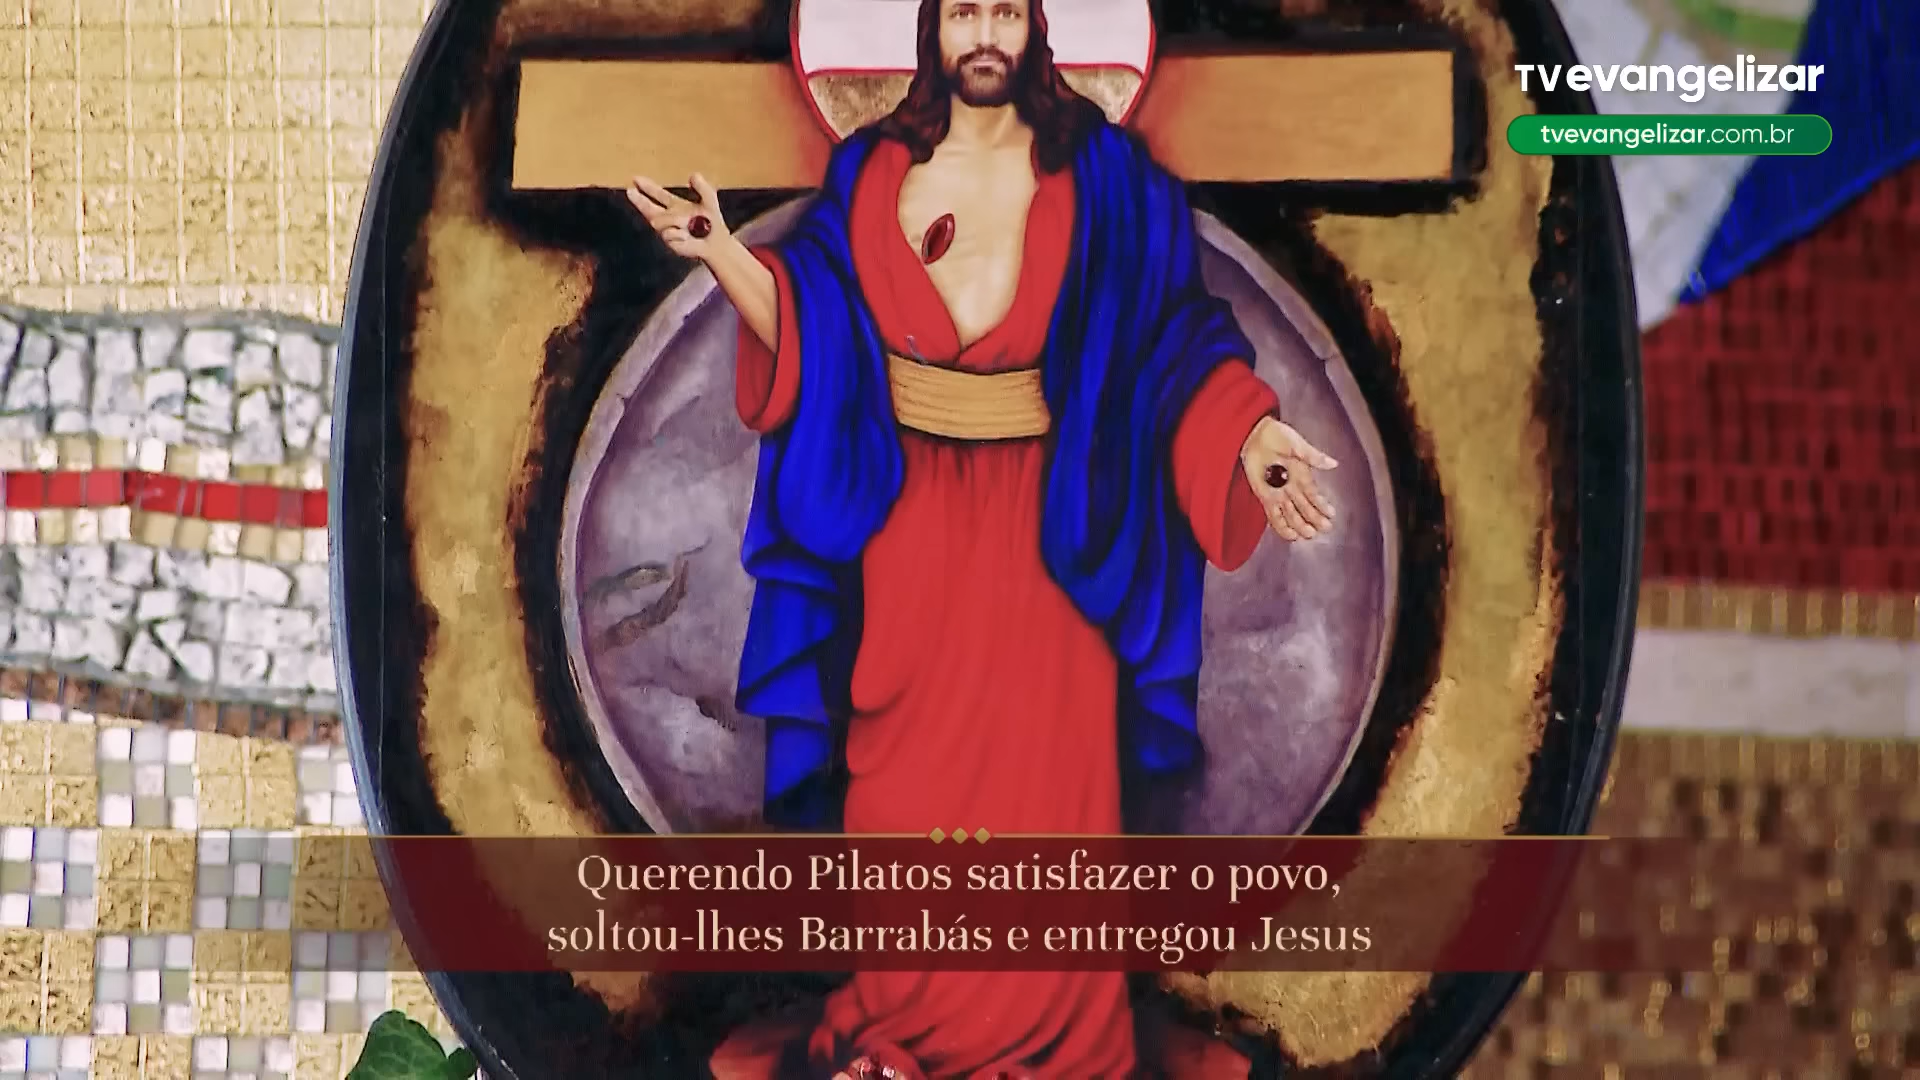 TVevangelizar
tvevangelizar.com.br
Querendo Pilatos satisfazer o povo,
soltou-lhes Barrabás e entregou Jesus